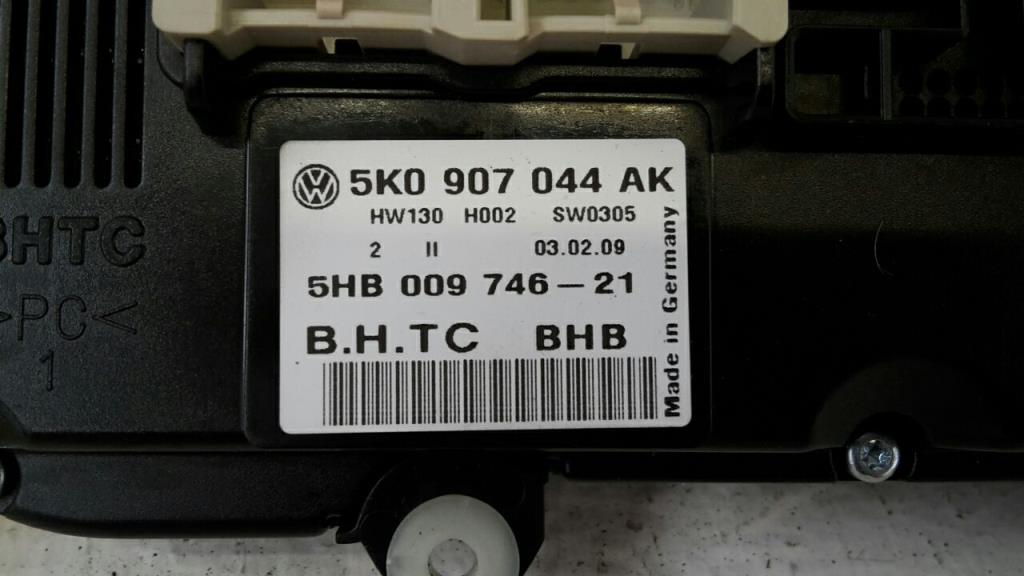 5K0 907 044 AK
HW130 H002 SW0305
2 II 03.02.09
5HB 009 746-21
B.H.TC BHB
Made in Germany
BHTC
>PC<
1